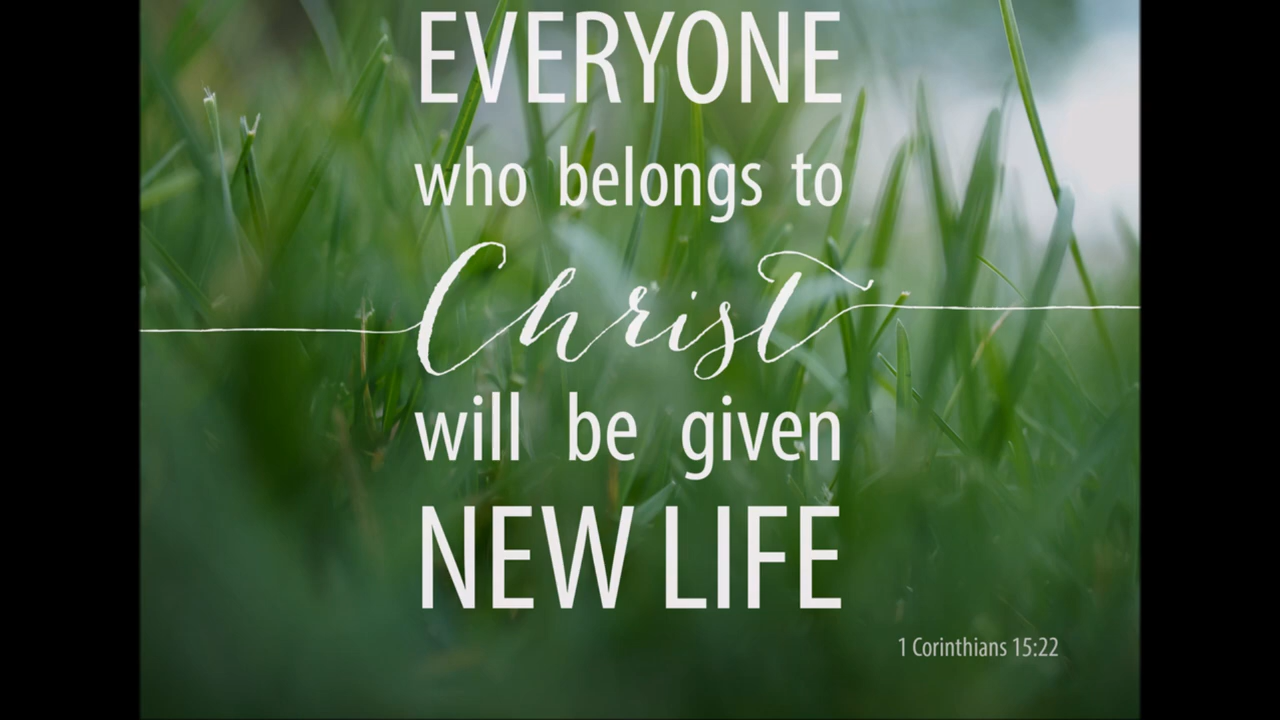 EVERYONE
who belongs to
Christ
will be given
NEW LIFE
1 Corinthians 15:22